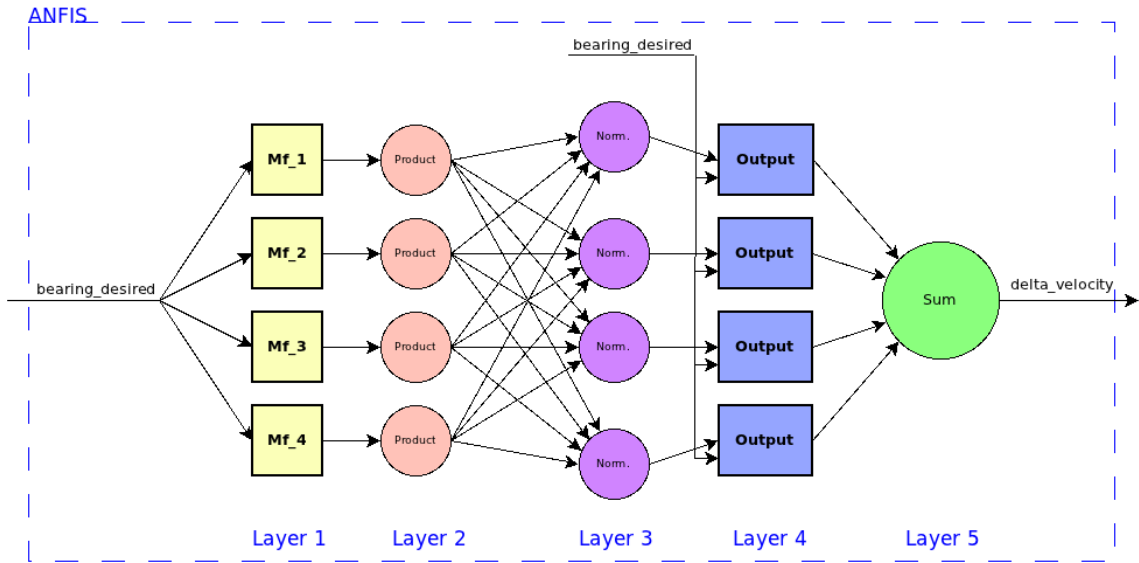 ANFIS
bearing_desired
bearing_desired
Mf_1
Product
Norm.
Output
Mf_2
Product
Norm.
Output
Mf_3
Product
Norm.
Output
Mf_4
Product
Norm.
Output
Sum
delta_velocity
Layer 1
Layer 2
Layer 3
Layer 4
Layer 5